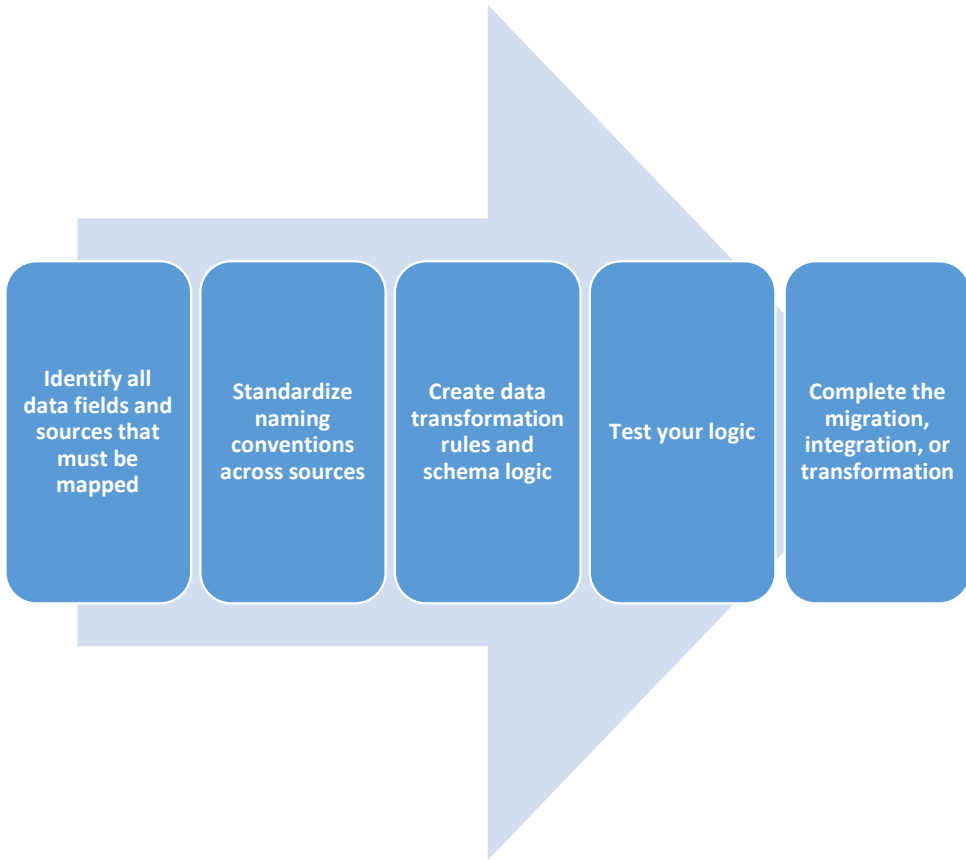 Identify all
data fields and
sources that
must be
mapped
Standardize
naming
conventions
across sources
Create data
transformation
rules and
schema logic
Test your logic
Complete the
migration,
integration, or
transformation